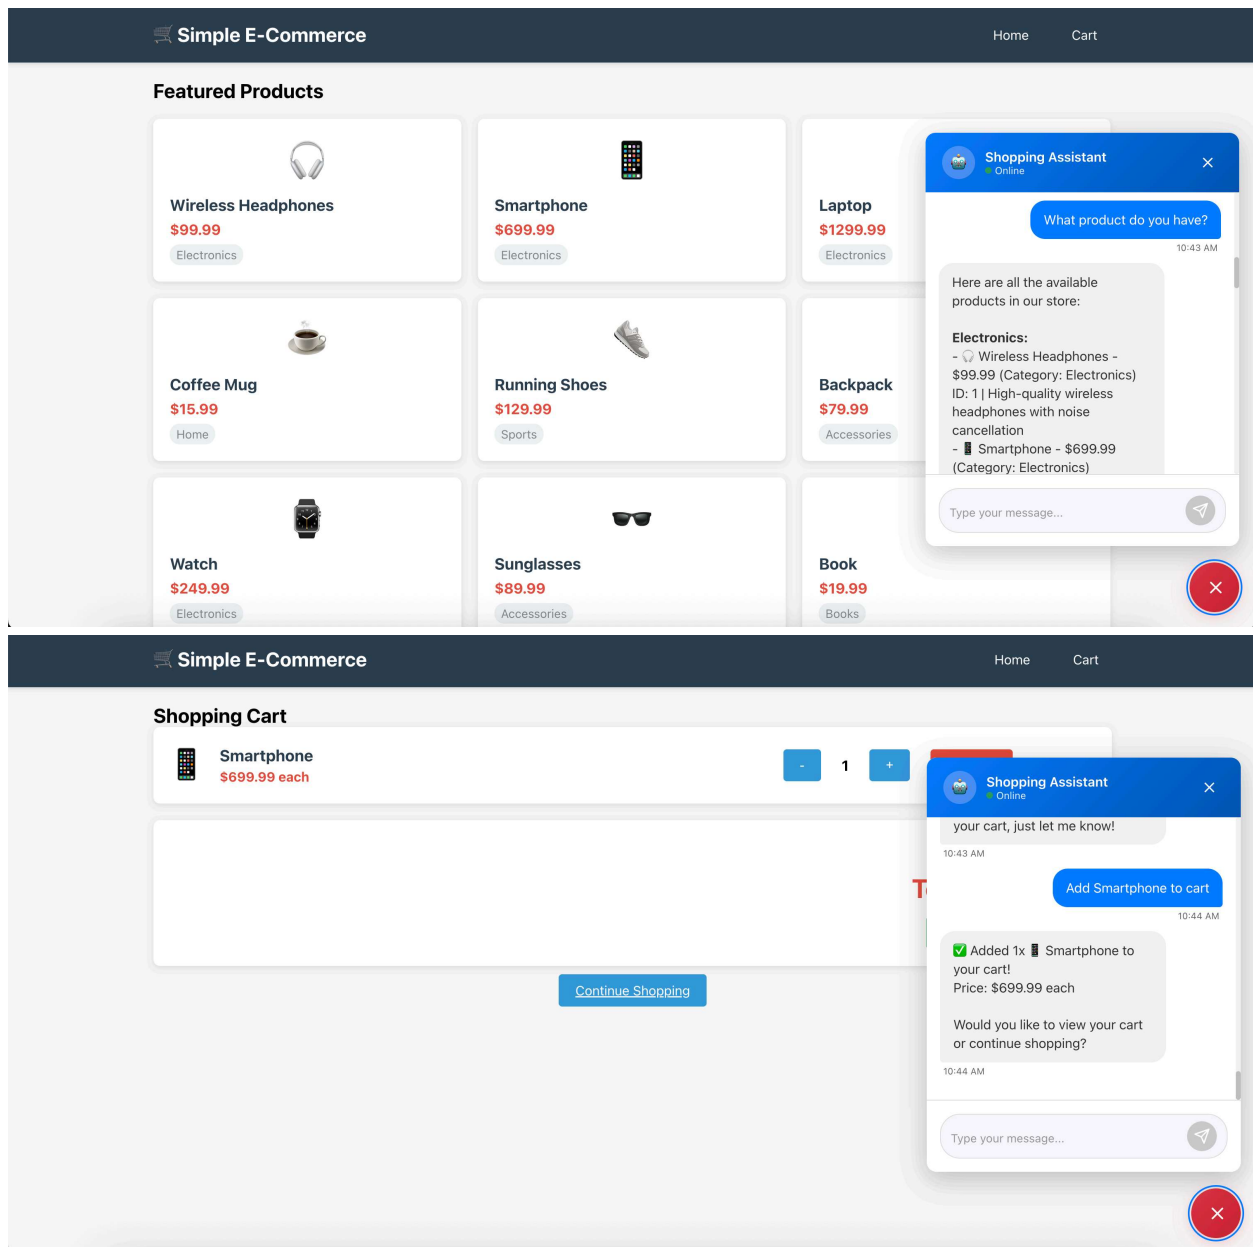 Simple E-Commerce
Home
Cart
Featured Products
Wireless Headphones
$99.99
Electronics
Smartphone
$699.99
Electronics
Laptop
$1299.99
Electronics
Coffee Mug
$15.99
Home
Running Shoes
$129.99
Sports
Backpack
$79.99
Accessories
Watch
$249.99
Electronics
Sunglasses
$89.99
Accessories
Book
$19.99
Books
Shopping Assistant
Online
What product do you have?
10:43 AM
Here are all the available
products in our store:
Electronics:
- 🎧 Wireless Headphones -
$99.99 (Category: Electronics)
ID: 1 | High-quality wireless
headphones with noise
cancellation
- 📱 Smartphone - $699.99
(Category: Electronics)
Type your message...
Simple E-Commerce
Home
Cart
Shopping Cart
Smartphone
$699.99 each
-
1
+
Continue Shopping
Shopping Assistant
Online
your cart, just let me know!
10:43 AM
Add Smartphone to cart
10:44 AM
✅ Added 1x 📱 Smartphone to
your cart!
Price: $699.99 each
Would you like to view your cart
or continue shopping?
10:44 AM
Type your message...